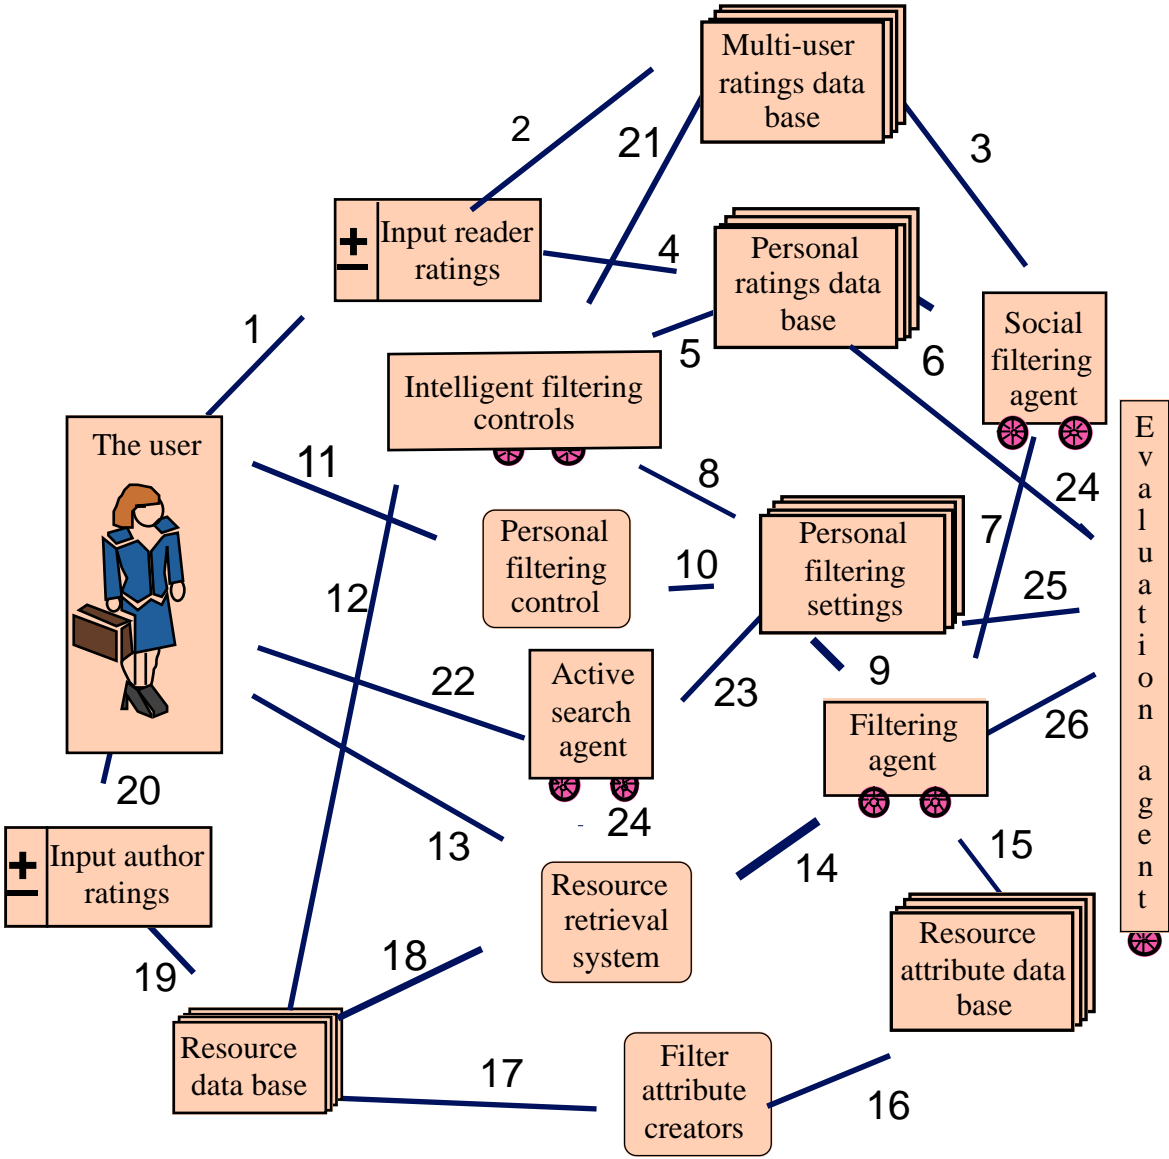 Multi-user
ratings data
base
2
21
3
Input reader
ratings
+
−
4
Personal
ratings data
base
1
5
6
Social
filtering
agent
Intelligent filtering
controls
The user
11
8
24
7
Evaluation agent
Personal
filtering
control
10
Personal
filtering
settings
12
25
9
22
23
Active
search
agent
Filtering
agent
26
20
24
13
14
15
+
−
Input author
ratings
Resource
retrieval
system
Resource
attribute data
base
19
18
Resource
data base
17
Filter
attribute
creators
16